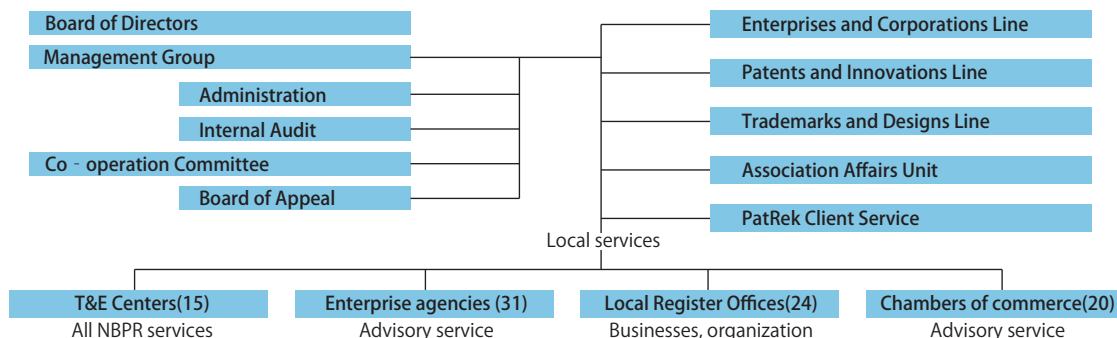 Board of Directors
Management Group
Administration
Internal Audit
Co‐operation Committee
Board of Appeal
Enterprises and Corporations Line
Patents and Innovations Line
Trademarks and Designs Line
Association Affairs Unit
PatRek Client Service
Local services
T&E Centers(15)
All NBPR services
Enterprise agencies (31)
Advisory service
Local Register Offices(24)
Businesses, organization
Chambers of commerce(20)
Advisory service